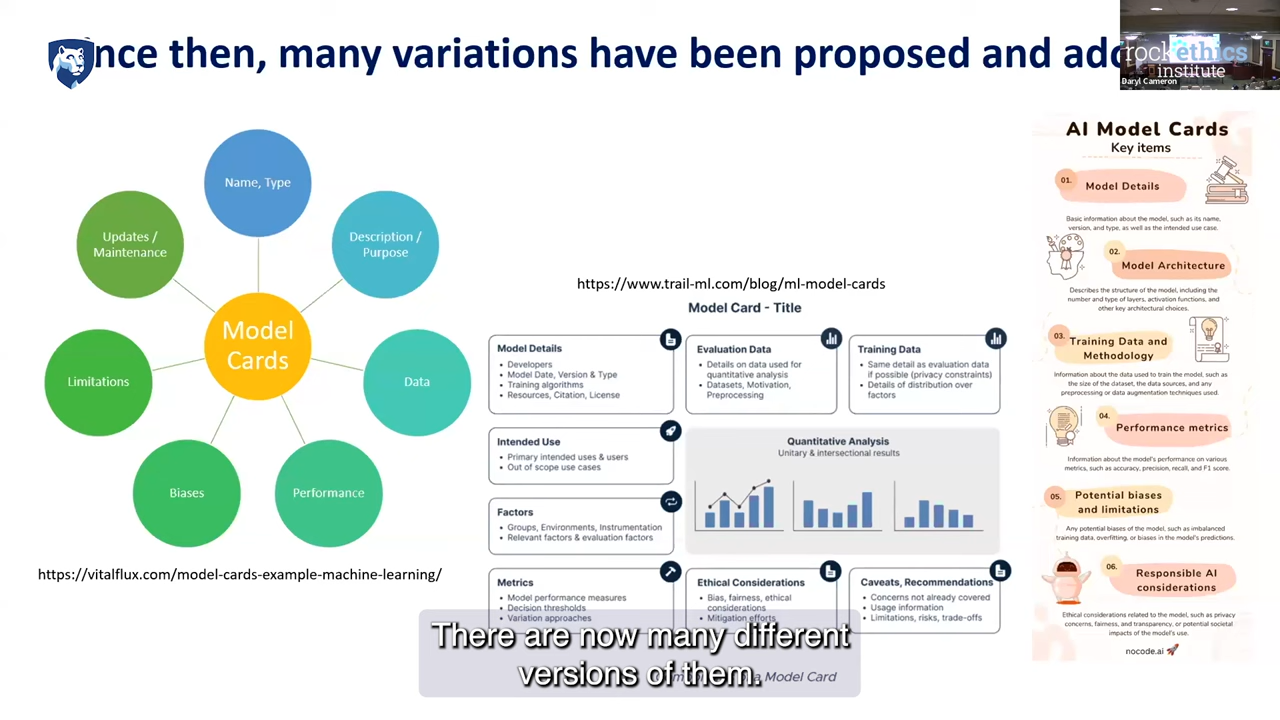 nce then, many variations have been proposed and ado
rockethics
institute
Daryl Cameron
Name, Type
Description /
Purpose
Data
Performance
Biases
Limitations
Updates /
Maintenance
Model
Cards
https://vitalflux.com/model-cards-example-machine-learning/
https://www.trail-ml.com/blog/ml-model-cards
Model Card - Title
Model Details
• Developers
• Model Date, Version & Type
• Training algorithms
• Resources, Citation, License
Evaluation Data
• Details on data used for
quantitative analysis
• Datasets, Motivation,
Preprocessing
Training Data
• Same detail as evaluation data
if possible (privacy constraints)
• Details of distribution over
factors
Intended Use
• Primary intended uses & users
• Out of scope use cases
Factors
• Groups, Environments, Instrumentation
• Relevant factors & evaluation factors
Quantitative Analysis
Unitary & intersectional results
Metrics
• Model performance measures
• Decision thresholds
• Variation approaches
Ethical Considerations
• Bias, fairness, ethical
considerations
• Mitigation efforts
Caveats, Recommendations
• Concerns not already covered
• Usage information
• Limitations, risks, trade-offs
a Model Card
There are now many different
versions of them.
AI Model Cards
Key items
01.
Model Details
Basic information about the model, such as its name,
version, and type, as well as the intended use case.
02.
Model Architecture
Describes the structure of the model, including the
number and type of layers, activation functions, and
other key architectural choices.
03.
Training Data and
Methodology
Information about the data used to train the model, such as
the size of the dataset, the data sources, and any
preprocessing or data augmentation techniques used.
04.
Performance metrics
Information about the model's performance on various
metrics, such as accuracy, precision, recall, and F1 score.
05.
Potential biases
and limitations
Any potential biases of the model, such as imbalanced
training data, overfitting, or biases in the model's predictions.
06.
Responsible AI
considerations
Ethical considerations related to the model, such as privacy
concerns, fairness, and transparency, or potential societal
impacts of the model's use.
nocode.ai